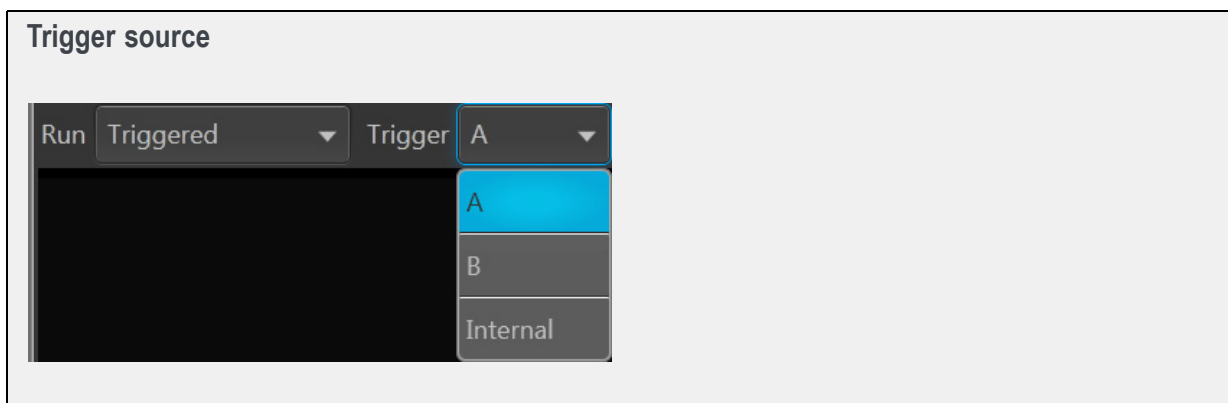 Trigger source
Run Triggered Trigger A
A
B
Internal